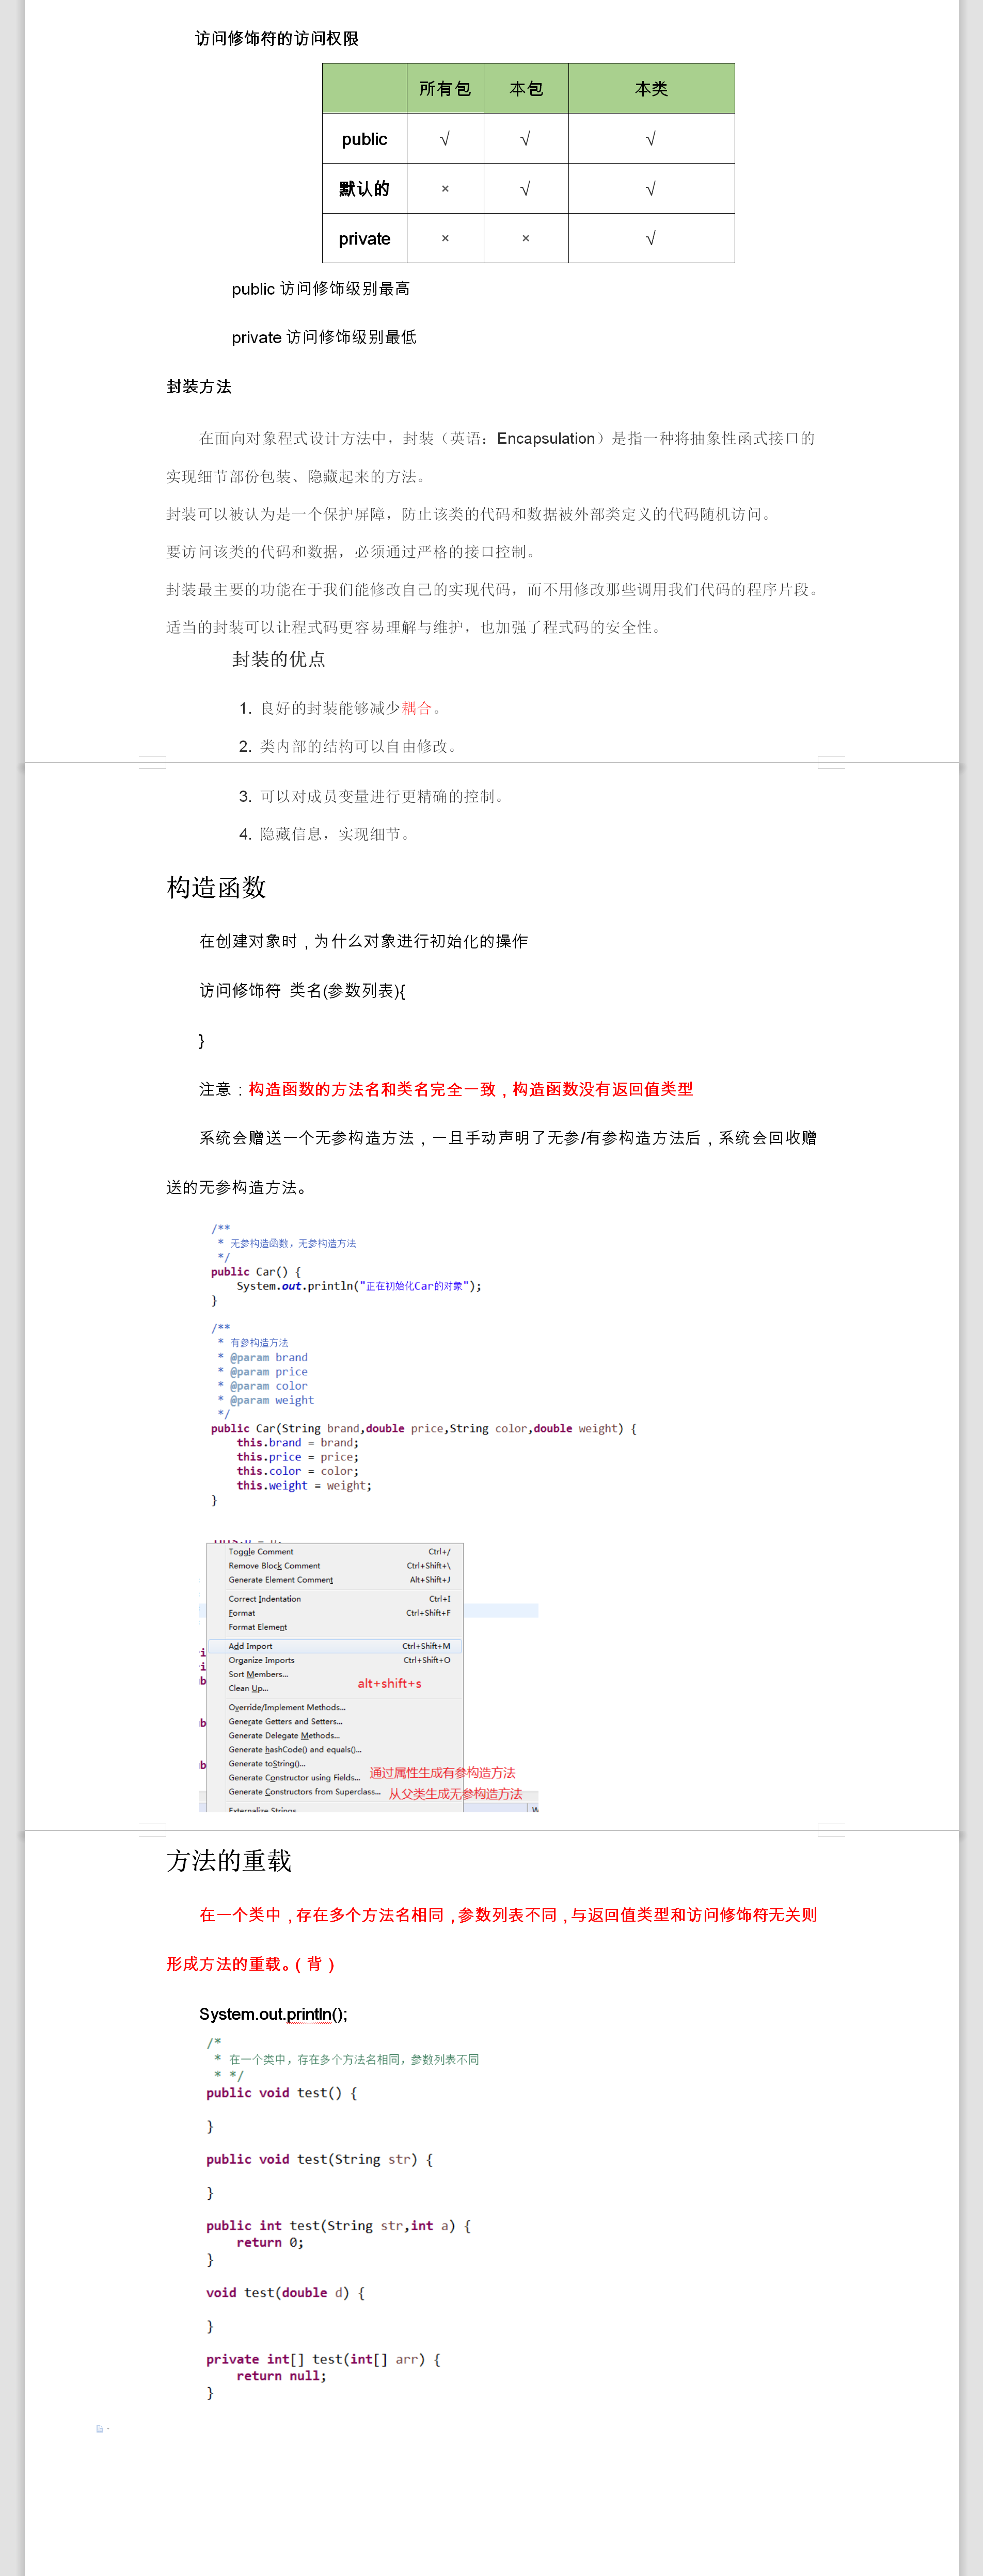 访问修饰符的访问权限
所有包 本包 本类
public √ √ √
默认的 × √ √
private × × √
public 访问修饰级别最高
private 访问修饰级别最低
封装方法
在面向对象程式设计方法中，封装（英语：Encapsulation）是指一种将抽象性函式接口的
实现细节部份包装、隐藏起来的方法。
封装可以被认为是一个保护屏障，防止该类的代码和数据被外部类定义的代码随机访问。
要访问该类的代码和数据，必须通过严格的接口控制。
封装最主要的功能在于我们能修改自己的实现代码，而不用修改那些调用我们代码的程序片段。
适当的封装可以让程式码更容易理解与维护，也加强了程式码的安全性。
封装的优点
1. 良好的封装能够减少耦合。
2. 类内部的结构可以自由修改。
3. 可以对成员变量进行更精确的控制。
4. 隐藏信息，实现细节。
构造函数
在创建对象时，为什么对象进行初始化的操作
访问修饰符 类名(参数列表){
}
注意：构造函数的方法名和类名完全一致，构造函数没有返回值类型
系统会赠送一个无参构造方法，一旦手动声明了无参/有参构造方法后，系统会回收赠
送的无参构造方法。
/**
* 无参构造函数，无参构造方法
*/
public Car() {
System.out.println("正在初始化Car的对象");
}
/**
* 有参构造方法
* @param brand
* @param price
* @param color
* @param weight
*/
public Car(String brand,double price,String color,double weight) {
this.brand = brand;
this.price = price;
this.color = color;
this.weight = weight;
}
Toggle Comment Ctrl+/
Remove Block Comment Ctrl+Shift+\
Generate Element Comment Alt+Shift+J
Correct Indentation Ctrl+I
Format Ctrl+Shift+F
Format Element
Add Import Ctrl+Shift+M
Organize Imports Ctrl+Shift+O
Sort Members...
Clean Up...
alt+shift+s
Override/Implement Methods...
Generate Getters and Setters...
Generate Delegate Methods...
Generate hashCode() and equals()...
Generate toString()...
Generate Constructor using Fields... 通过属性生成有参构造方法
Generate Constructors from Superclass... 从父类生成无参构造方法
Externalize Strings
方法的重载
在一个类中，存在多个方法名相同，参数列表不同，与返回值类型和访问修饰符无关则
形成方法的重载。（背）
System.out.println();
/*
* 在一个类中，存在多个方法名相同，参数列表不同
* */
public void test() {
}
public void test(String str) {
}
public int test(String str,int a) {
return 0;
}
void test(double d) {
}
private int[] test(int[] arr) {
return null;
}